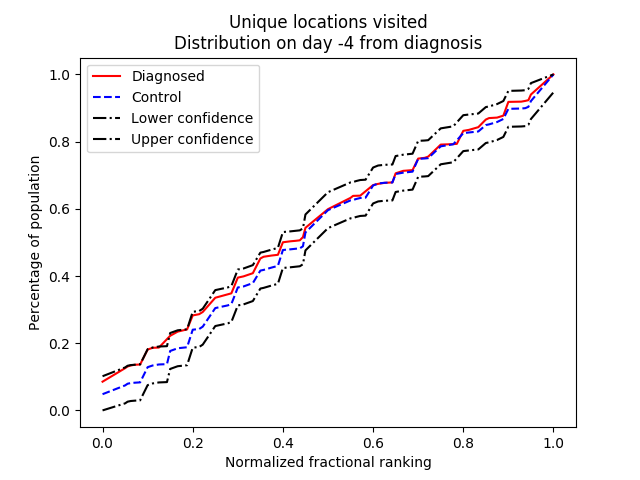 Unique locations visited
Distribution on day -4 from diagnosis
Diagnosed
Control
Lower confidence
Upper confidence
Percentage of population
1.0
0.8
0.6
0.4
0.2
0.0
0.0 0.2 0.4 0.6 0.8 1.0
Normalized fractional ranking